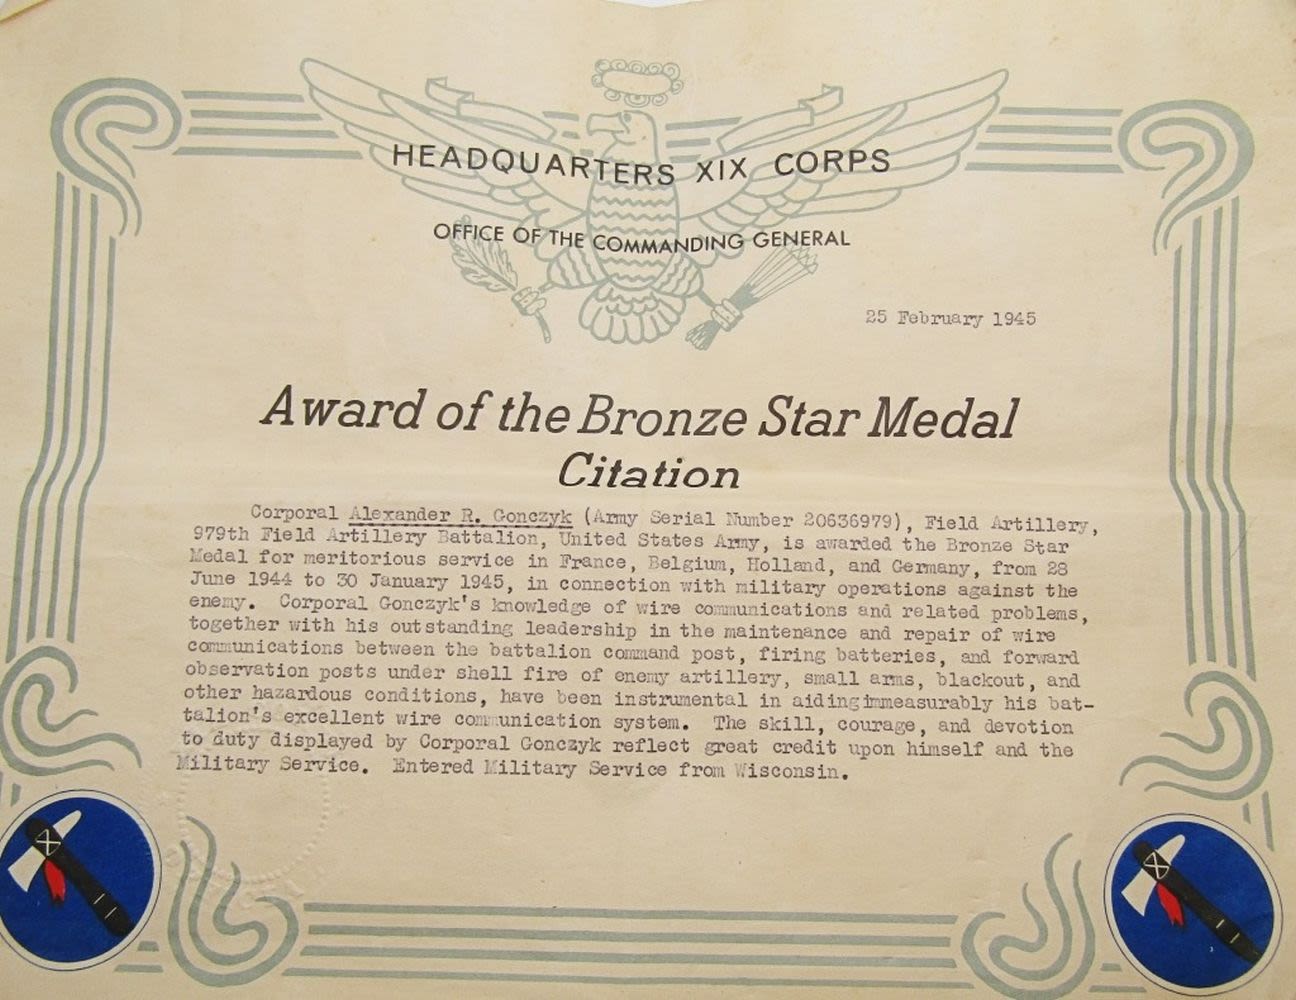 HEADQUARTERS XIX CORPS
OFFICE OF THE COMMANDING GENERAL
25 February 1945
Award of the Bronze Star Medal
Citation
Corporal Alexander R. Gonczyk (Army Serial Number 20636979), Field Artillery,
979th Field Artillery Battalion, United States Army, is awarded the Bronze Star
Medal for meritorious service in France, Belgium, Holland, and Germany, from 28
June 1944 to 30 January 1945, in connection with military operations against the
enemy. Corporal Gonczyk's knowledge of wire communications and related problems,
together with his outstanding leadership in the maintenance and repair of wire
communications between the battalion command post, firing batteries, and forward
observation posts under shell fire of enemy artillery, small arms, blackout, and
other hazardous conditions, have been instrumental in aiding immeasurably his bat-
talion's excellent wire communication system. The skill, courage, and devotion
to duty displayed by Corporal Gonczyk reflect great credit upon himself and the
Military Service. Entered Military Service from Wisconsin.